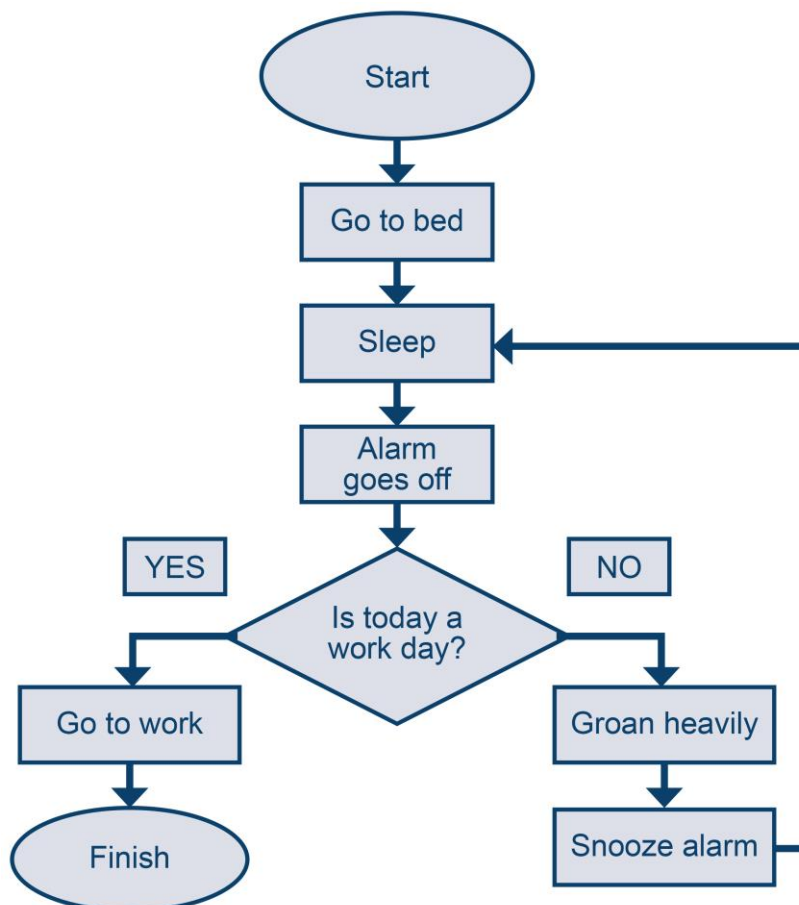 Start
Go to bed
Sleep
Alarm
goes off
YES
NO
Is today a
work day?
Go to work
Groan heavily
Finish
Snooze alarm